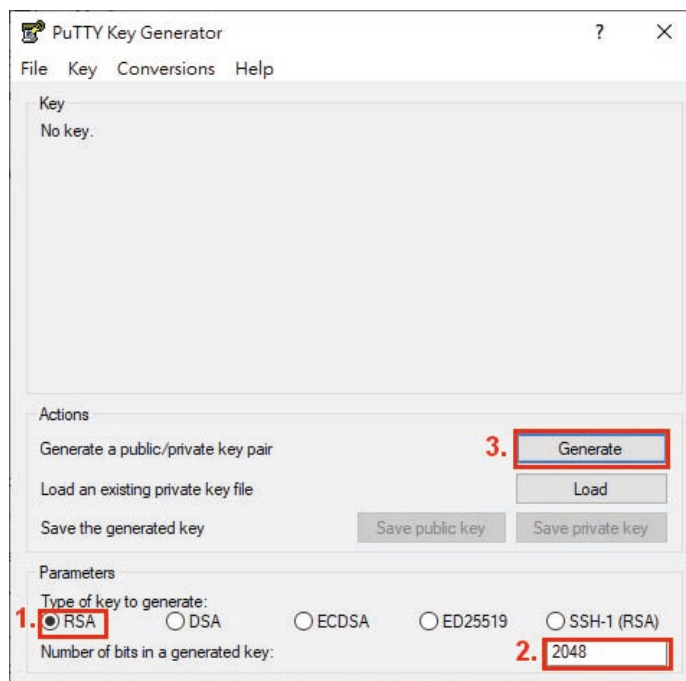 PuTTY Key Generator ?
File Key Conversions Help
Key
No key.
Actions
Generate a public/private key pair 3. Generate
Load an existing private key file Load
Save the generated key Save public key Save private key
Parameters
Type of key to generate:
1. RSA DSA ECDSA ED25519 SSH-1 (RSA)
Number of bits in a generated key: 2. 2048